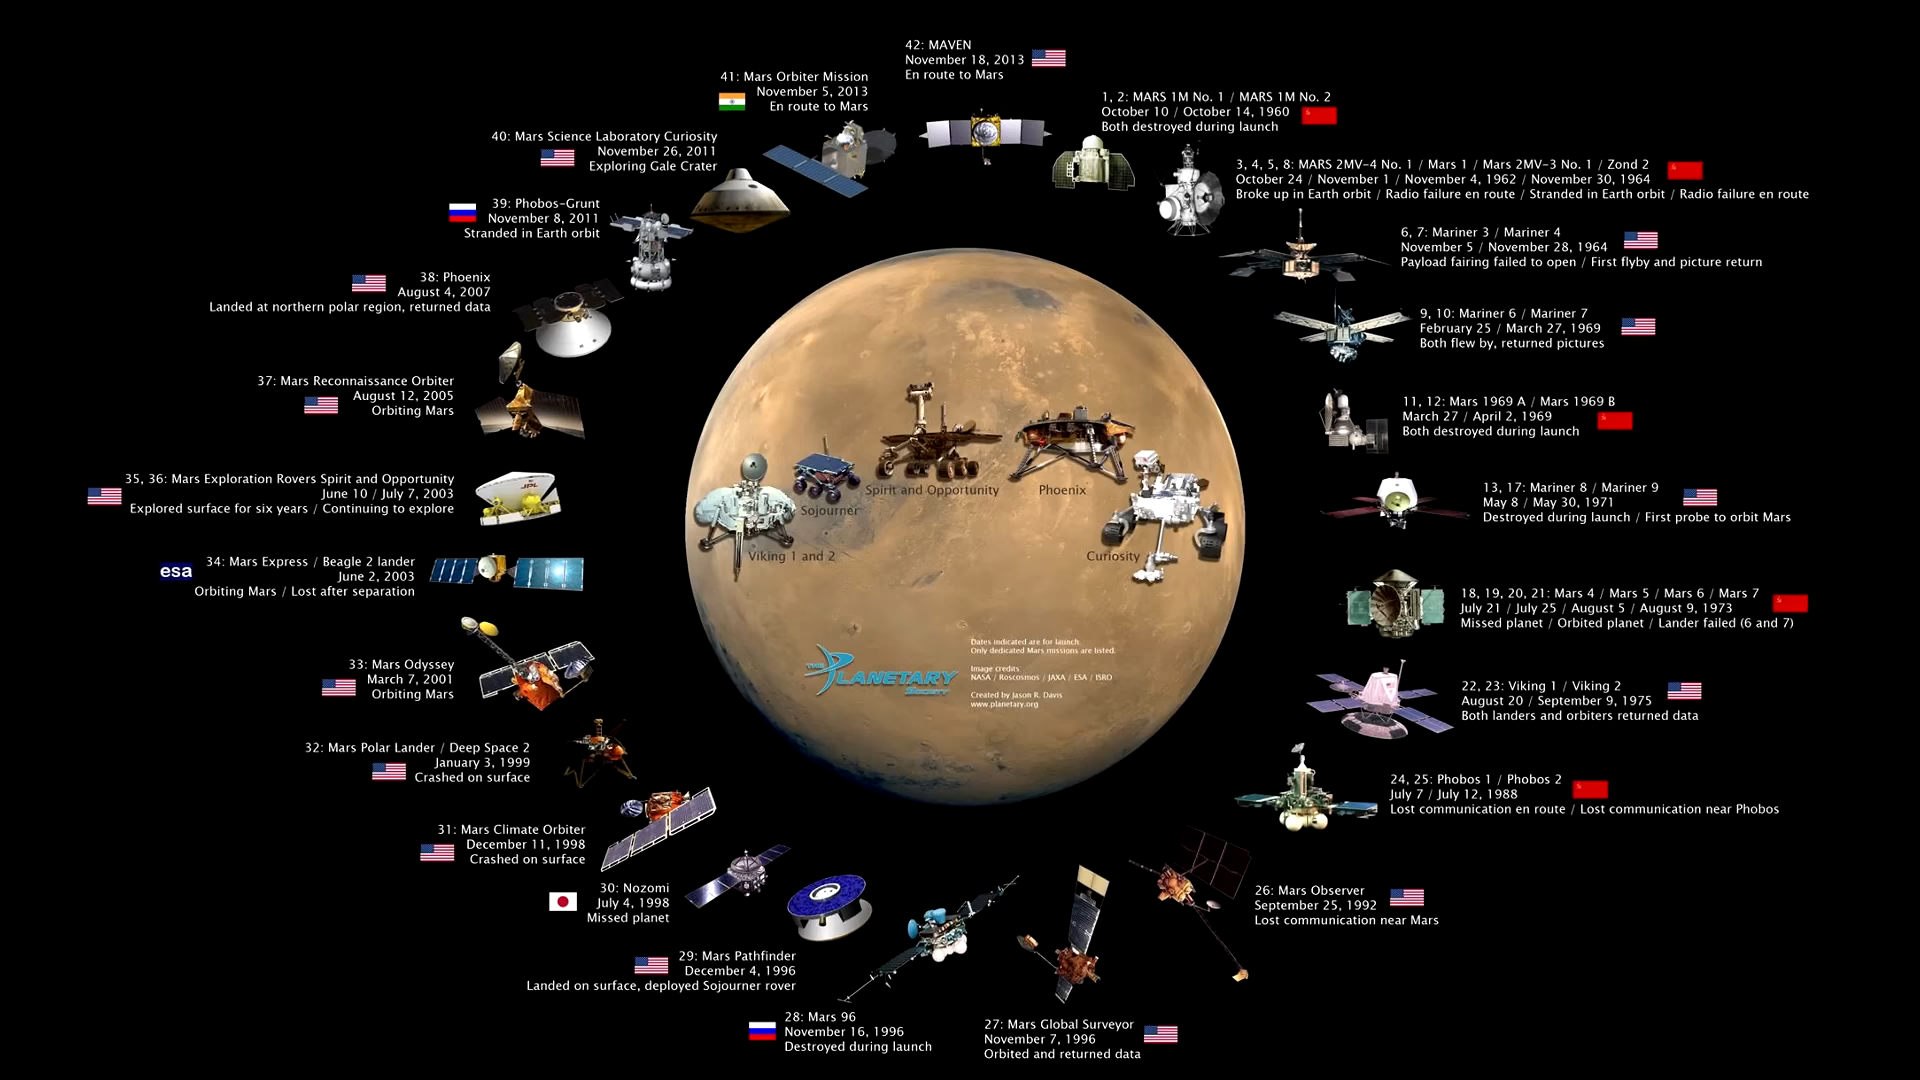 42: MAVEN
November 18, 2013
En route to Mars
1, 2: MARS 1M No. 1 / MARS 1M No. 2
October 10 / October 14, 1960
Both destroyed during launch
3, 4, 5, 8: MARS 2MV-4 No. 1 / Mars 1 / Mars 2MV-3 No. 1 / Zond 2
October 24 / November 1 / November 4, 1962 / November 30, 1964
Broke up in Earth orbit / Radio failure en route / Stranded in Earth orbit / Radio failure en route
6, 7: Mariner 3 / Mariner 4
November 5 / November 28, 1964
Payload fairing failed to open / First flyby and picture return
9, 10: Mariner 6 / Mariner 7
February 25 / March 27, 1969
Both flew by, returned pictures
11, 12: Mars 1969 A / Mars 1969 B
March 27 / April 2, 1969
Both destroyed during launch
13, 17: Mariner 8 / Mariner 9
May 8 / May 30, 1971
Destroyed during launch / First probe to orbit Mars
18, 19, 20, 21: Mars 4 / Mars 5 / Mars 6 / Mars 7
July 21 / July 25 / August 5 / August 9, 1973
Missed planet / Orbited planet / Lander failed (6 and 7)
22, 23: Viking 1 / Viking 2
August 20 / September 9, 1975
Both landers and orbiters returned data
24, 25: Phobos 1 / Phobos 2
July 7 / July 12, 1988
Lost communication en route / Lost communication near Phobos
26: Mars Observer
September 25, 1992
Lost communication near Mars
27: Mars Global Surveyor
November 7, 1996
Orbited and returned data
28: Mars 96
November 16, 1996
Destroyed during launch
29: Mars Pathfinder
December 4, 1996
Landed on surface, deployed Sojourner rover
30: Nozomi
July 4, 1998
Missed planet
31: Mars Climate Orbiter
December 11, 1998
Crashed on surface
32: Mars Polar Lander / Deep Space 2
January 3, 1999
Crashed on surface
33: Mars Odyssey
March 7, 2001
Orbiting Mars
esa
34: Mars Express / Beagle 2 lander
June 2, 2003
Orbiting Mars / Lost after separation
35, 36: Mars Exploration Rovers Spirit and Opportunity
June 10 / July 7, 2003
Explored surface for six years / Continuing to explore
JPL
37: Mars Reconnaissance Orbiter
August 12, 2005
Orbiting Mars
38: Phoenix
August 4, 2007
Landed at northern polar region, returned data
39: Phobos-Grunt
November 8, 2011
Stranded in Earth orbit
40: Mars Science Laboratory Curiosity
November 26, 2011
Exploring Gale Crater
41: Mars Orbiter Mission
November 5, 2013
En route to Mars
Viking 1 and 2
Sojourner
Spirit and Opportunity
Phoenix
Curiosity
THE PLANETARY SOCIETY
Dates indicated are for launch.
Only dedicated Mars missions are listed.
Image credits:
NASA / Roscosmos / JAXA / ESA / ISRO
Created by Jason R. Davis
www.planetary.org